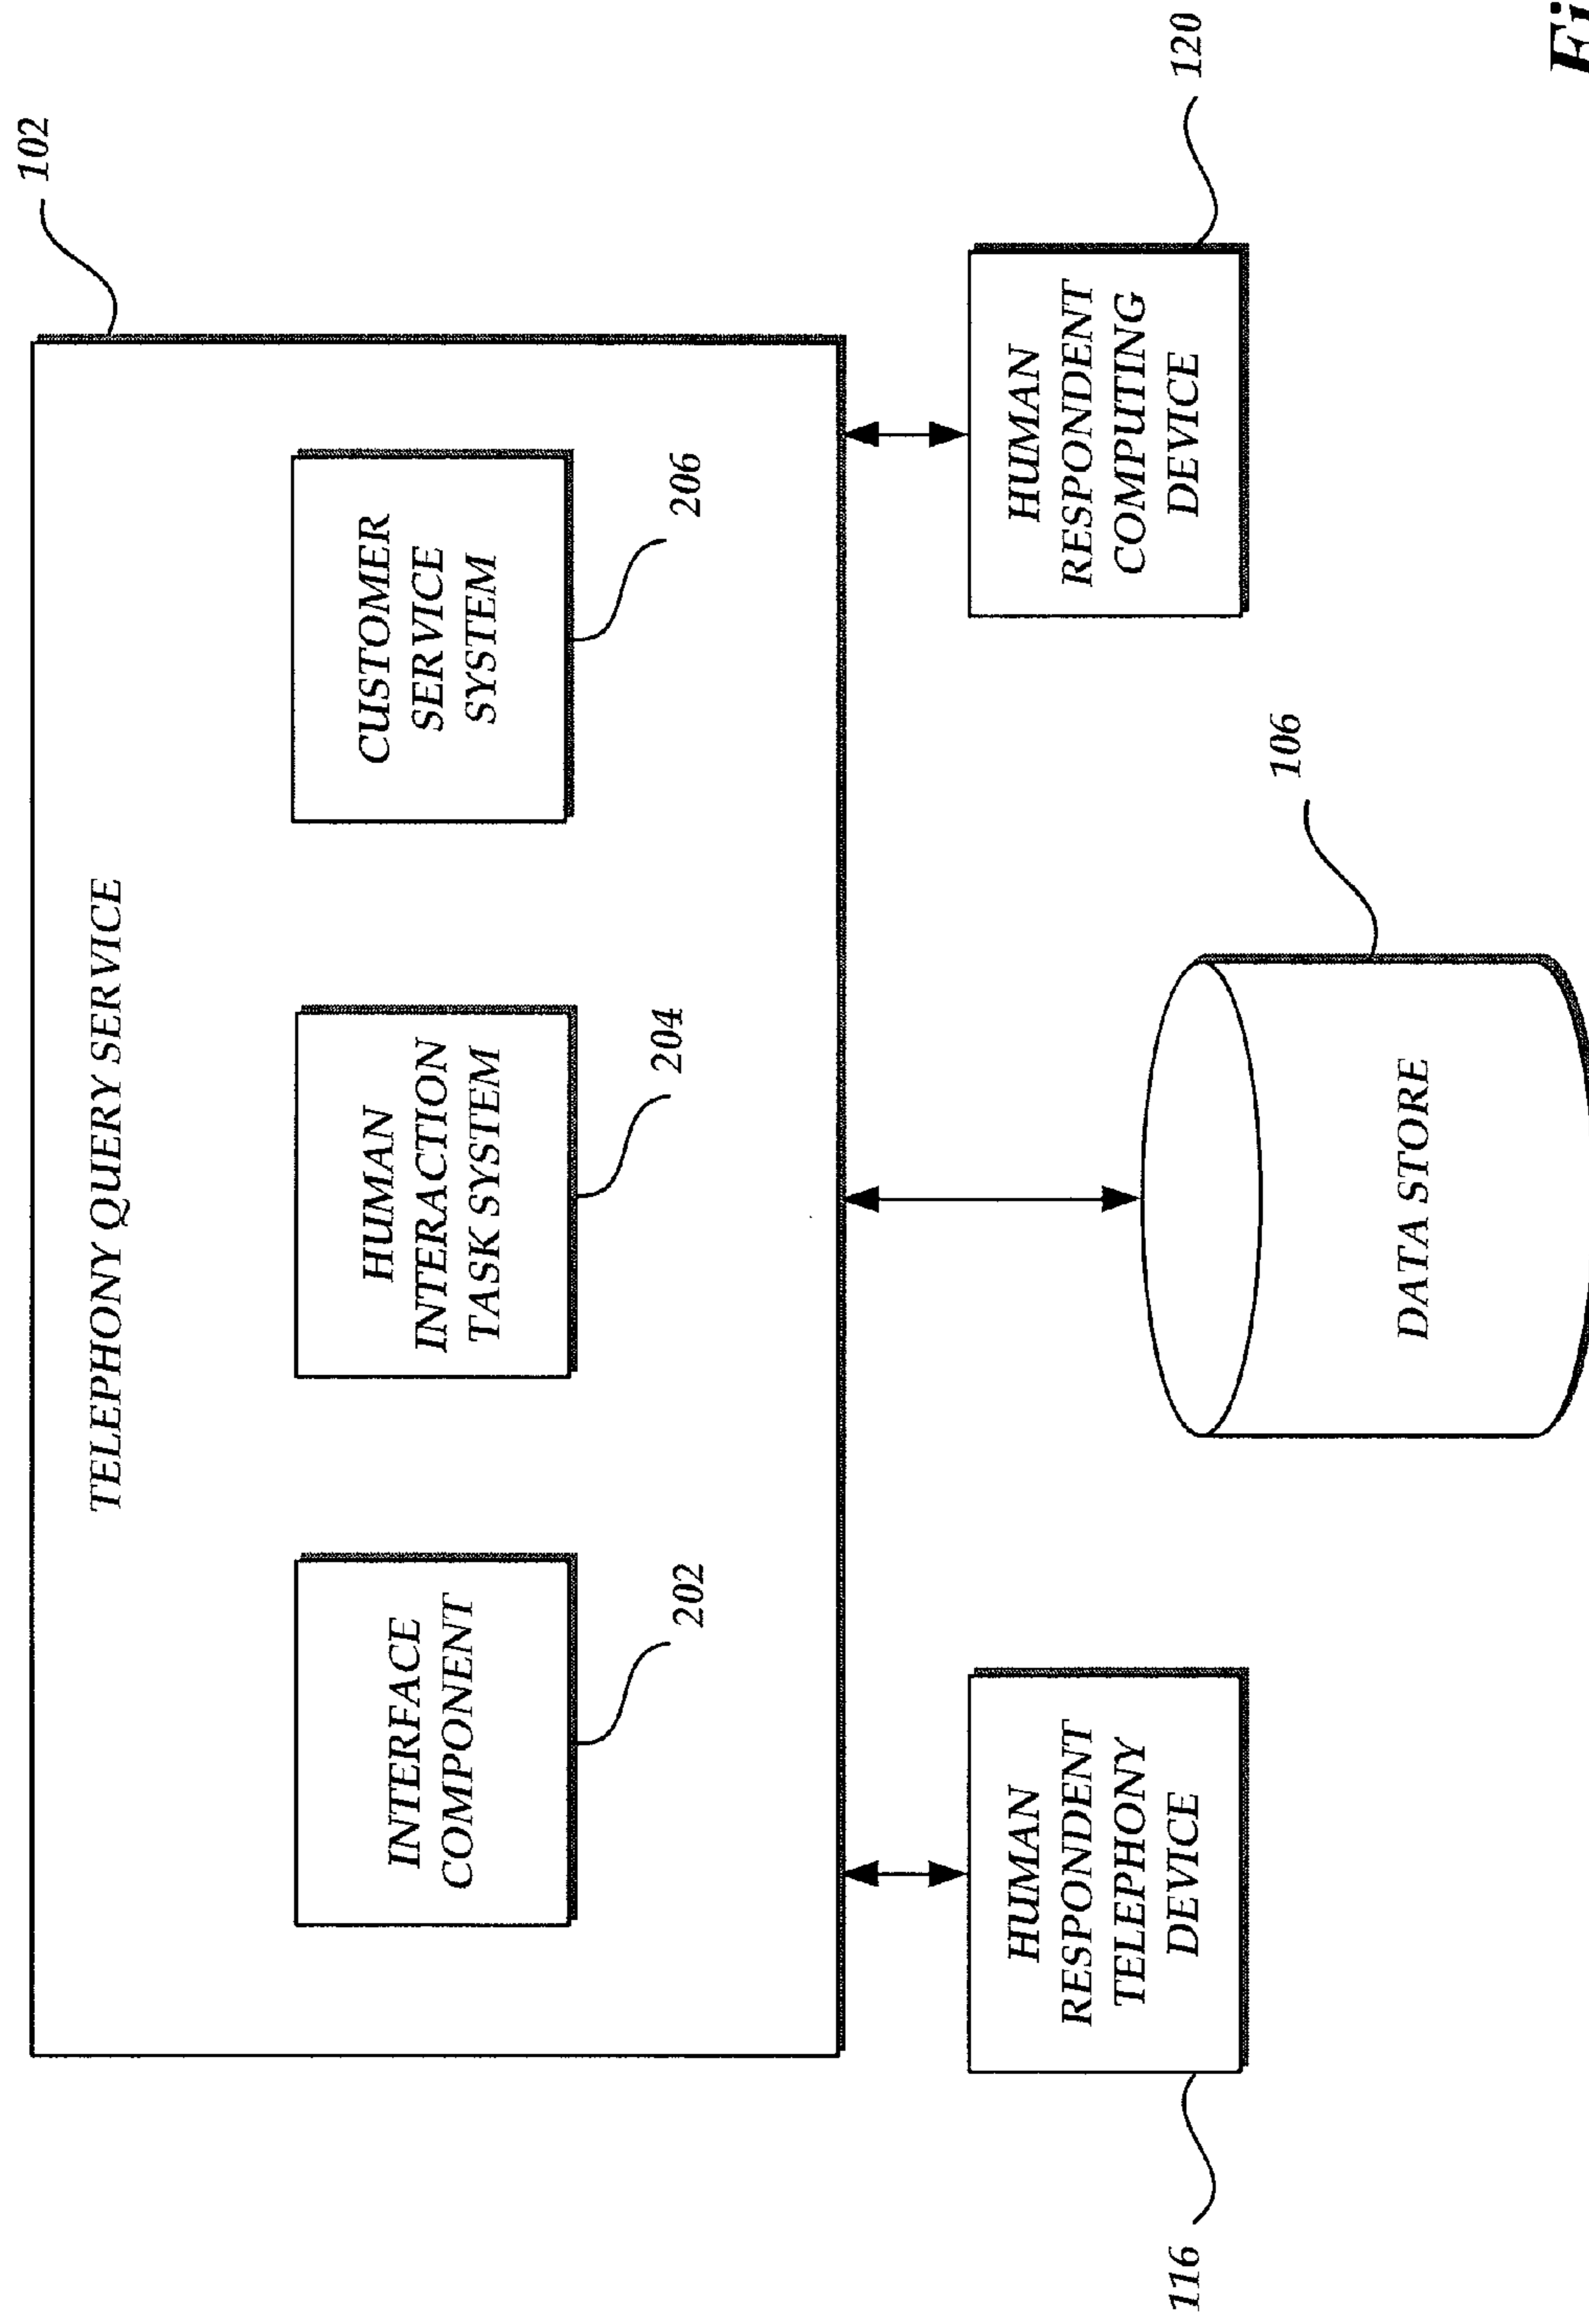 102
TELEPHONY QUERY SERVICE
INTERFACE
COMPONENT
202
HUMAN
INTERACTION
TASK SYSTEM
204
CUSTOMER
SERVICE
SYSTEM
206
116
HUMAN
RESPONDENT
TELEPHONY
DEVICE
DATA STORE
106
HUMAN
RESPONDENT
COMPUTING
DEVICE
120